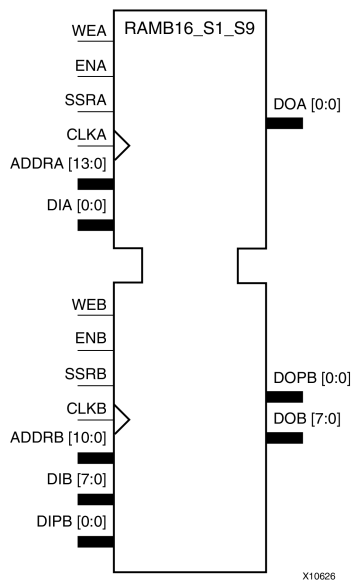 RAMB16_S1_S9
WEA
ENA
SSRA
DOA [0:0]
CLKA
ADDRA [13:0]
DIA [0:0]
WEB
ENB
SSRB
DOPB [0:0]
CLKB
DOB [7:0]
ADDRB [10:0]
DIB [7:0]
DIPB [0:0]
X10626